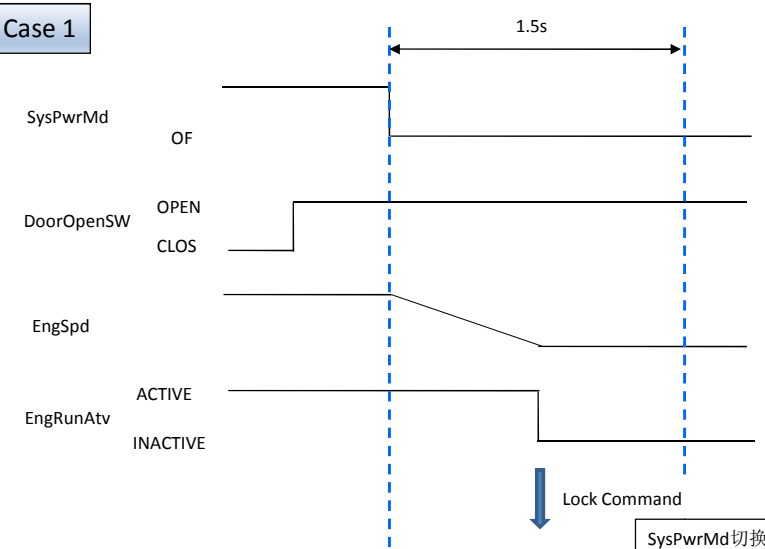 Case 1
1.5s
SysPwrMd
OF
OPEN
DoorOpenSW
CLOS
EngSpd
ACTIVE
EngRunAtv
INACTIVE
Lock Command
SysPwrMd切换